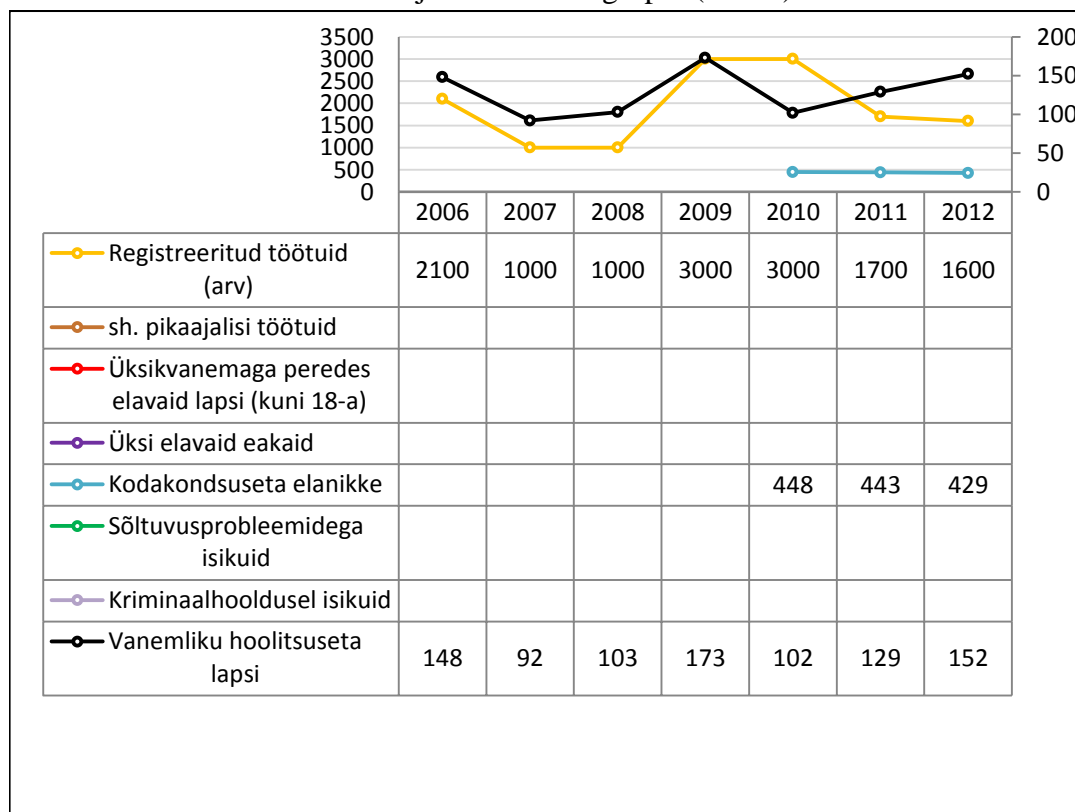 3500
3000
2500
2000
1500
1000
500
0
200
150
100
50
0
2006 2007 2008 2009 2010 2011 2012
Registreeritud töötuid
(arv)
2100 1000 1000 3000 3000 1700 1600
sh. pikaajalisi töötuid
Üksikvanemaga peredes
elavaid lapsi (kuni 18-a)
Üksi elavaid eakaid
Kodakondsuseta elanikke 448 443 429
Sõltuvusprobleemidega
isikuid
Kriminaalhooldusel isikuid
Vanemliku hoolitsuseta
lapsi
148 92 103 173 102 129 152